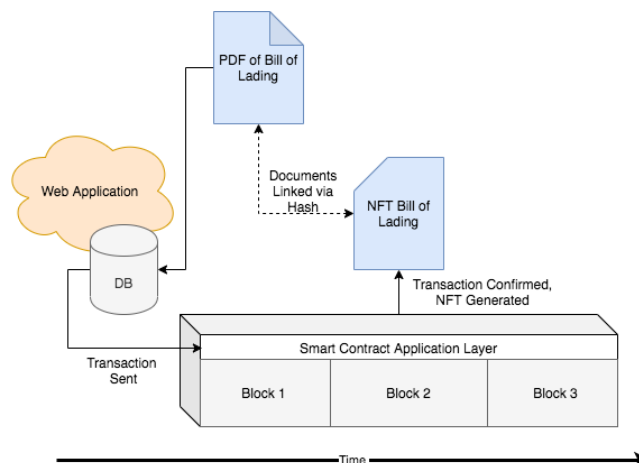 PDF of Bill of
Lading
Documents
Linked via
Hash
Web Application
NFT Bill of
Lading
DB
Transaction Confirmed,
NFT Generated
Smart Contract Application Layer
Transaction
Sent
Block 1
Block 2
Block 3
Time